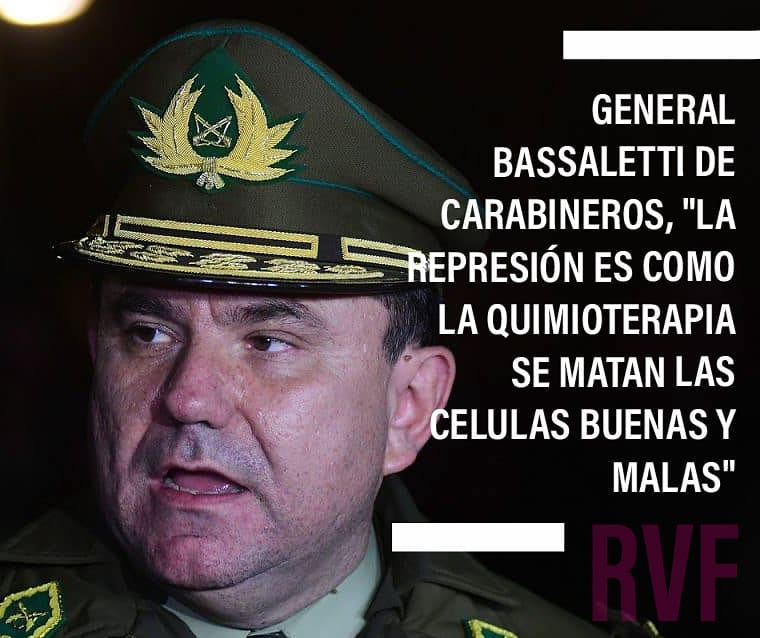 GENERAL
BASSALETTI DE
CARABINEROS, "LA
REPRESIÓN ES COMO
LA QUIMIOTERAPIA
SE MATAN LAS
CELULAS BUENAS Y
MALAS"
RVF